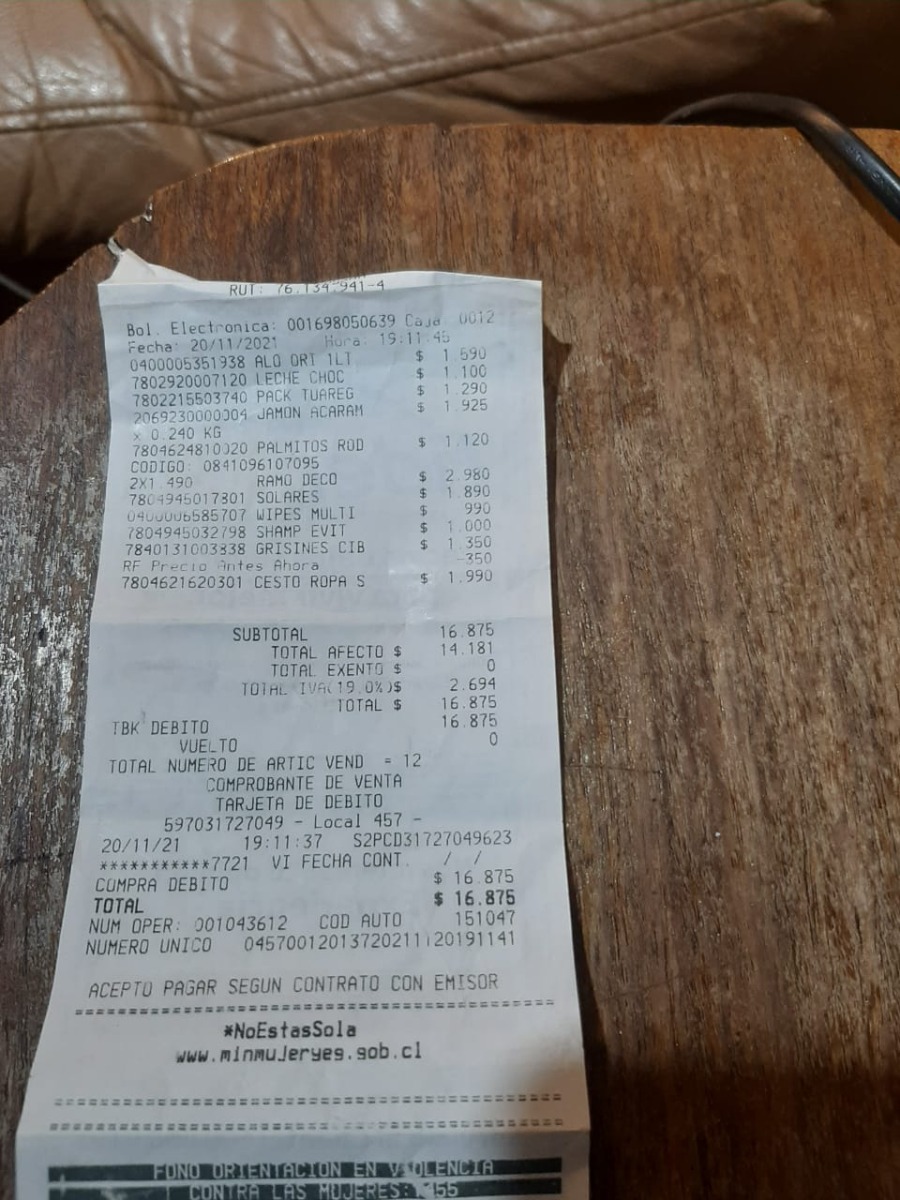 RUT: 76.134.941-4
Bol. Electronica: 001698050639 Caja 0012
Fecha: 20/11/2021 Hora: 19:11:45
0400005351938 ALO ORI 1LT $ 1.590
7802920007120 LECHE CHOC $ 1.100
7802215503740 PACK TUAREG $ 1.290
2069230000004 JAMON ACARAM $ 1.925
x 0.240 KG
7804624810020 PALMITOS ROD $ 1.120
CODIGO: 0841096107095
2X1.490 RAMO DECO $ 2.980
7804945017801 SOLARES $ 1.890
0400006585707 WIPES MULTI 990
7804945032798 SHAMP EVIT $ 1.000
7840131003838 GRISINES CIB $ 1.350
RF Precio Antes Ahora -350
7804621620301 CESTO ROPA S $ 1.990
SUBTOTAL 16.875
TOTAL AFECTO $ 14.181
TOTAL EXENTO $ 0
TOTAL IVA(19.0%)$ 2.694
TOTAL $ 16.875
TBK DEBITO 16.875
VUELTO 0
TOTAL NUMERO DE ARTIC VEND = 12
COMPROBANTE DE VENTA
TARJETA DE DEBITO
597031727049 - Local 457 -
20/11/21 19:11:37 S2PCD31727049623
***********7721 VI FECHA CONT. / /
COMPRA DEBITO $ 16.875
TOTAL $ 16.875
NUM OPER: 001043612 COD AUTO 151047
NUMERO UNICO 04570012013720211120191141
ACEPTO PAGAR SEGUN CONTRATO CON EMISOR
*NoEstasSola
www.minmujeryeg.gob.cl
FONO ORIENTACION EN VIOLENCIA
CONTRA LAS MUJERES: 1455